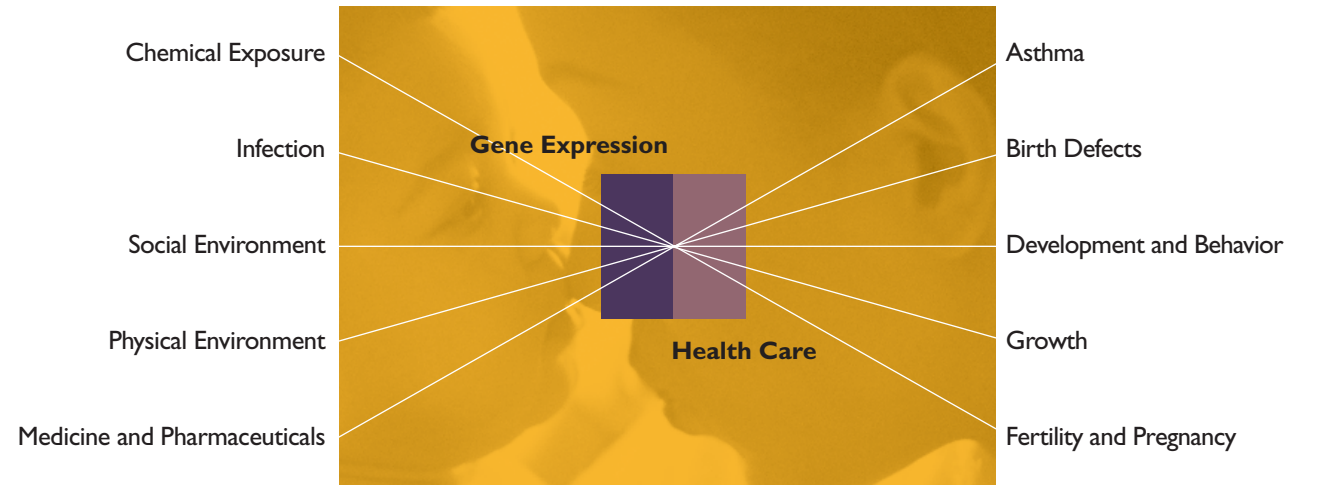 Chemical Exposure
Infection
Social Environment
Physical Environment
Medicine and Pharmaceuticals
Gene Expression
Health Care
Asthma
Birth Defects
Development and Behavior
Growth
Fertility and Pregnancy